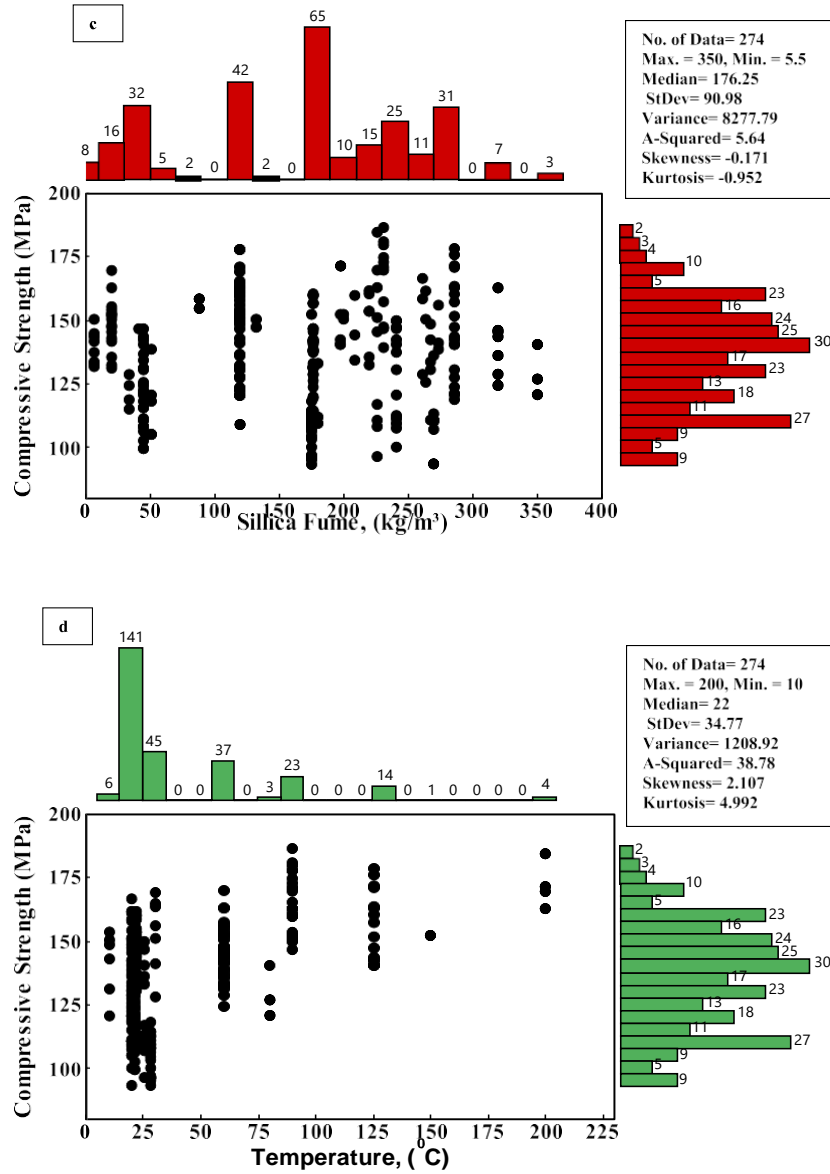 c
65
42
32
31
25
16
15
10
11
8
7
5
3
2
0
2
0
0
0
No. of Data= 274
Max. = 350, Min. = 5.5
Median= 176.25
StDev= 90.98
Variance= 8277.79
A-Squared= 5.64
Skewness= -0.171
Kurtosis= -0.952
Compressive Strength (MPa)
200
175
150
125
100
0 50 100 150 200 250 300 350 400
Sillica Fume, (kg/m³)
2
3
4
10
5
23
16
24
25
30
17
23
13
18
11
27
9
5
9
d
141
6 45 0 0 37 0 3 23 0 0 0 14 0 1 0 0 0 4
No. of Data= 274
Max. = 200, Min. = 10
Median= 22
StDev= 34.77
Variance= 1208.92
A-Squared= 38.78
Skewness= 2.107
Kurtosis= 4.992
Compressive Strength (MPa)
200
175
150
125
100
0 25 50 75 100 125 150 175 200 225
Temperature, (°C)
2
3
4
10
5
23
16
24
25
30
17
23
13
18
11
27
9
5
9